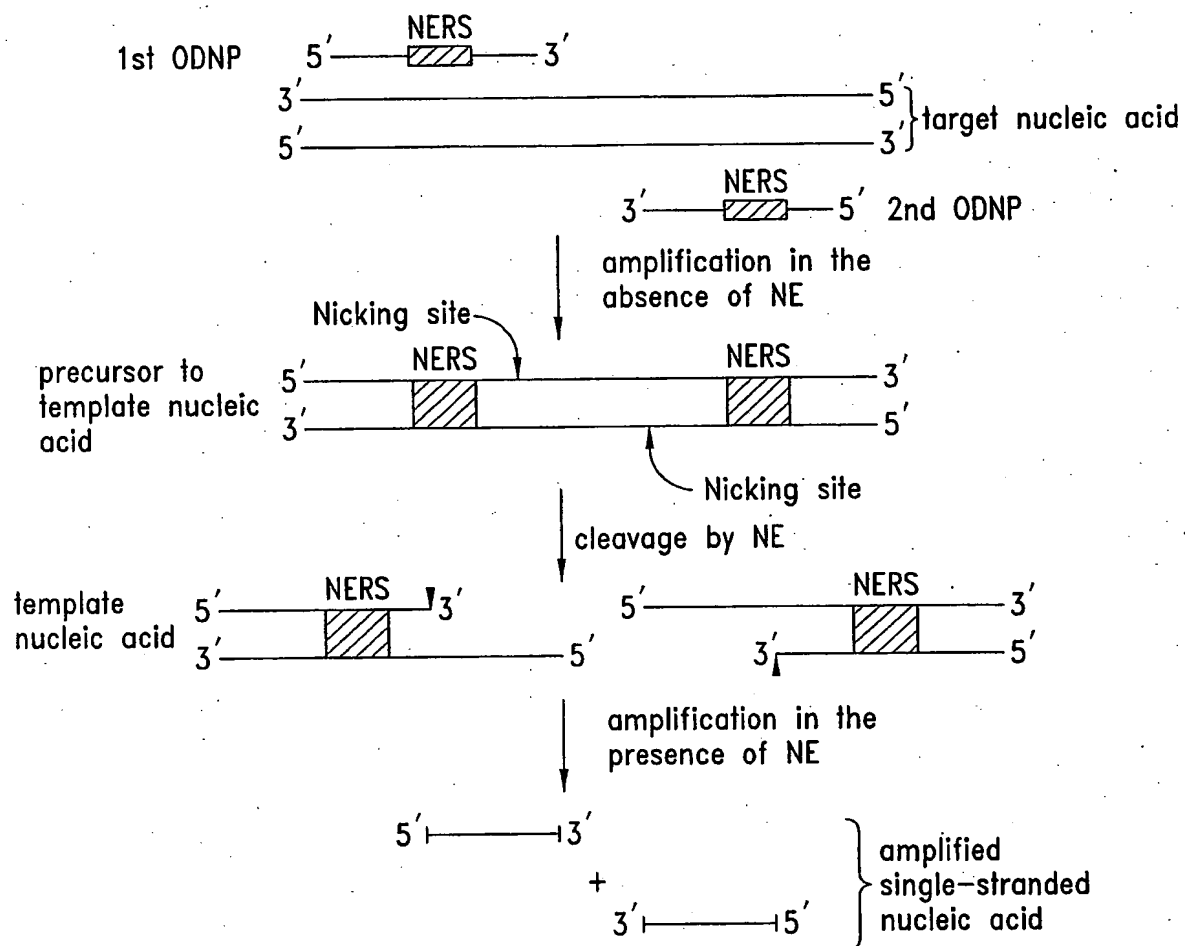 NERS
1st ODNP 5′ 3′
3′ 5′
target nucleic acid
5′ 3′
NERS
3′ 5′ 2nd ODNP
amplification in the
absence of NE
Nicking site
NERS NERS
precursor to
template nucleic
acid
5′ 3′
3′ 5′
Nicking site
cleavage by NE
NERS NERS
template
nucleic acid
5′ 3′ 5′ 3′
3′ 5′ 3′ 5′
amplification in the
presence of NE
5′ 3′
+
3′ 5′
amplified
single-stranded
nucleic acid